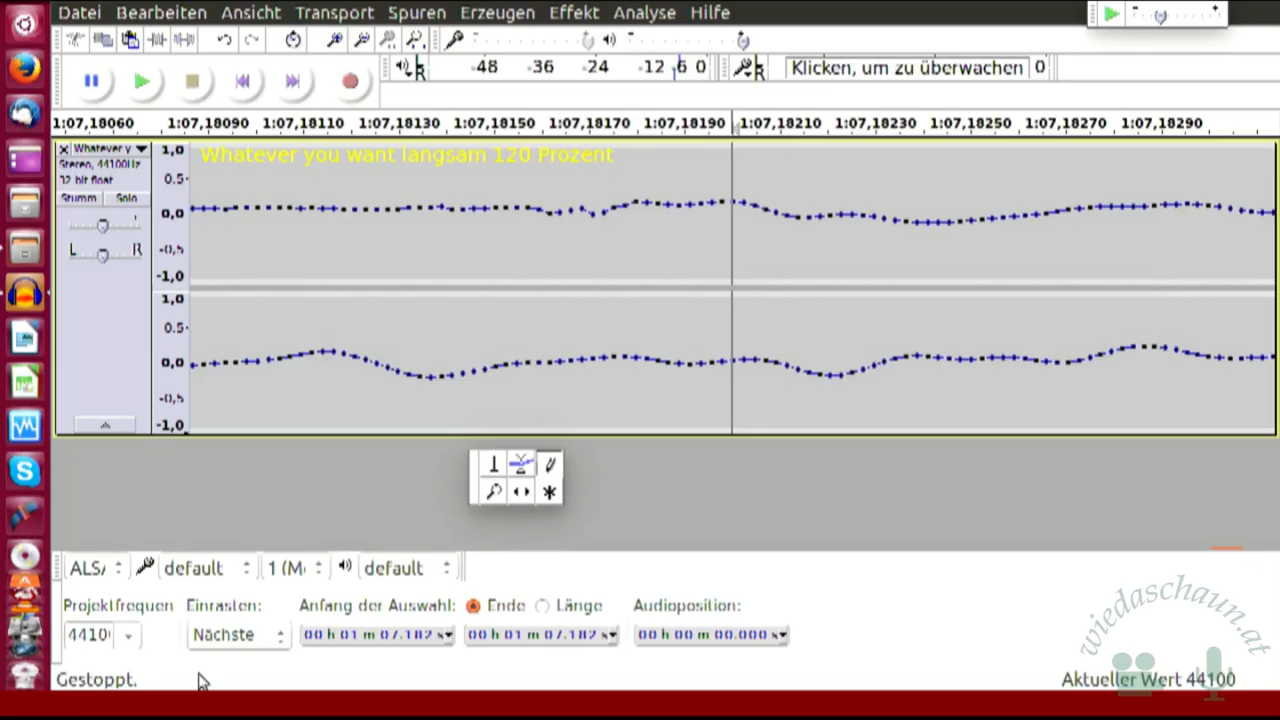 Datei Bearbeiten Ansicht Transport Spuren Erzeugen Effekt Analyse Hilfe
-48 -36 -24 -12 -6 0 Klicken, um zu überwachen 0
1:07,18060 1:07,18090 1:07,18110 1:07,18130 1:07,18150 1:07,18170 1:07,18190 1:07,18210 1:07,18230 1:07,18250 1:07,18270 1:07,18290
Whatever y
Stereo, 44100Hz
32 bit float
Stumm Solo
L R
Whatever you want langsam 120 Prozent
1,0
0,5
0,0
-0,5
-1,0
1,0
0,5
0,0
-0,5
-1,0
ALSA default 1 (Mo default
Projektfrequen Einrasten: Anfang der Auswahl: Ende Länge Audioposition:
4410 Nächste 00 h 01 m 07.182 s 00 h 01 m 07.182 s 00 h 00 m 00.000 s
Gestoppt. Aktueller Wert 44100
wiedaschaun.at